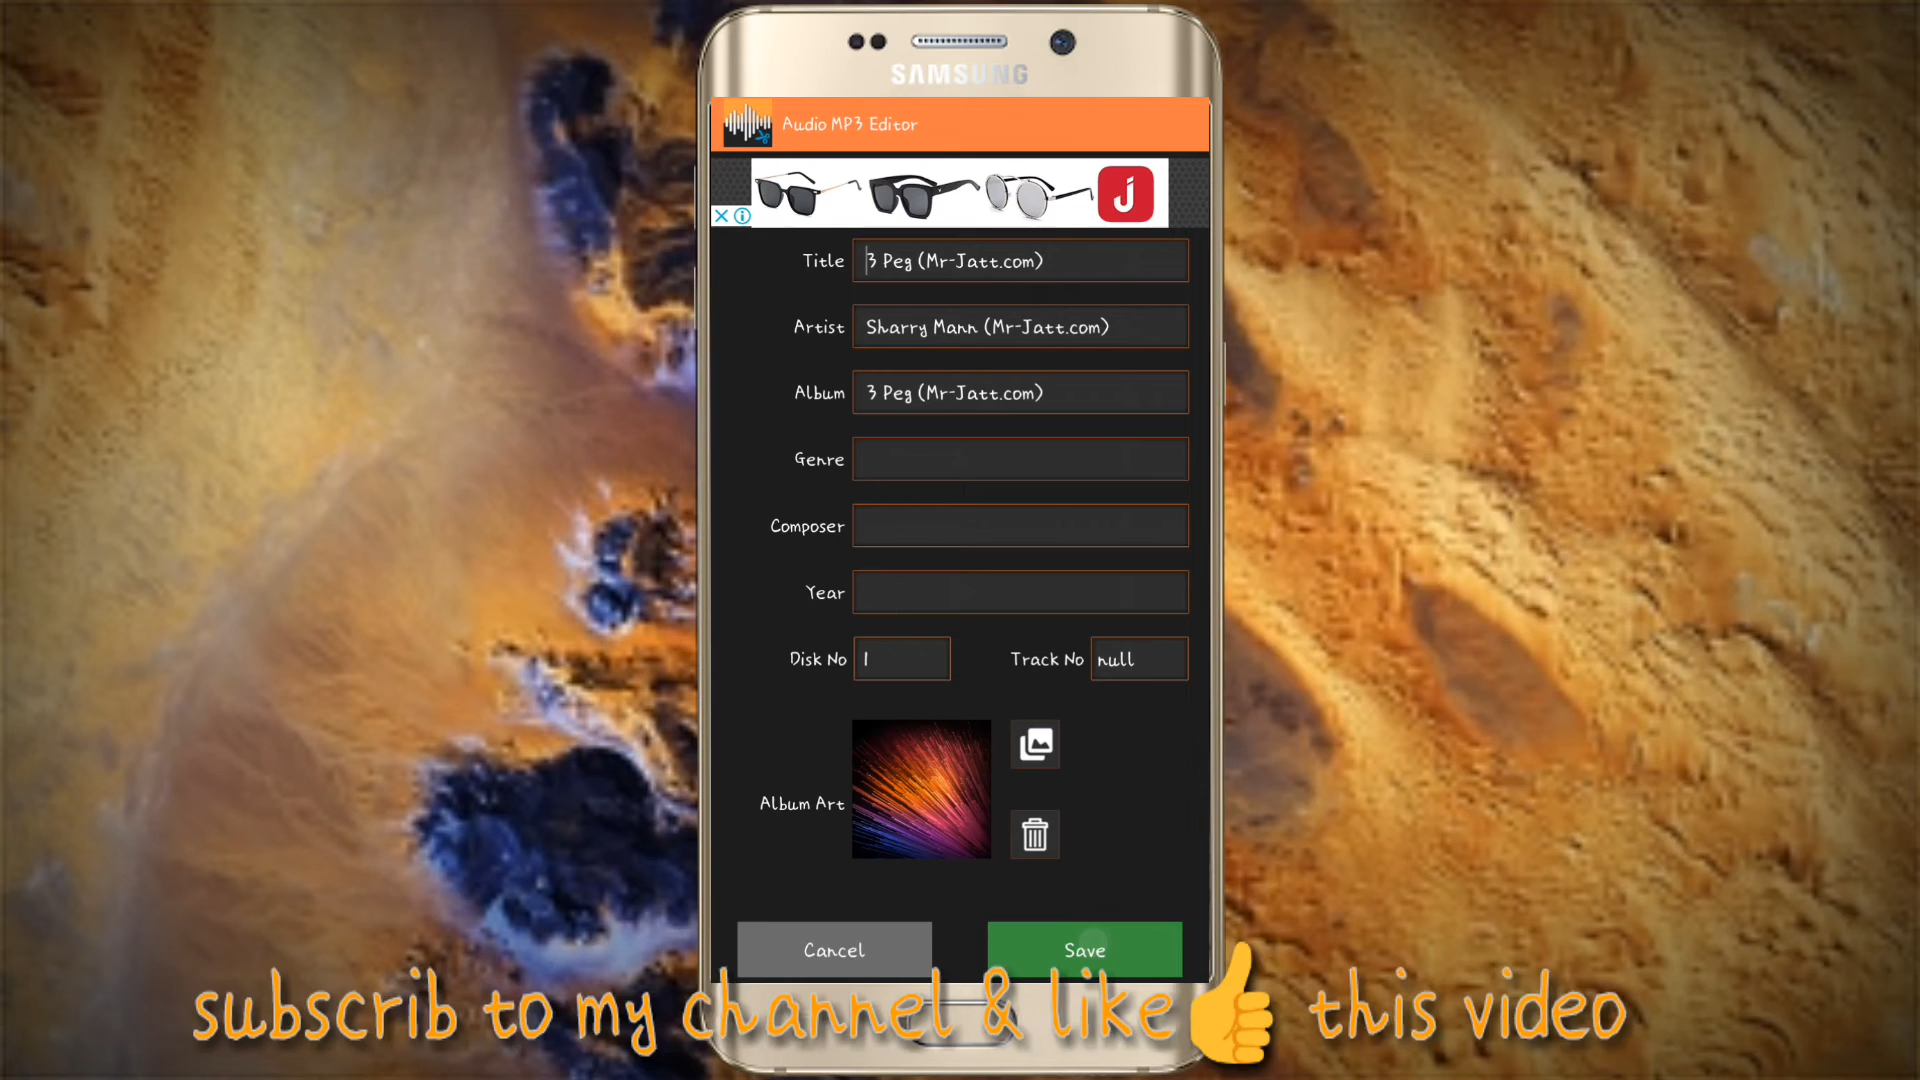 SAMSUNG
Audio MP3 Editor
J
Title 3 Peg (Mr-Jatt.com)
Artist Sharry Mann (Mr-Jatt.com)
Album 3 Peg (Mr-Jatt.com)
Genre
Composer
Year
Disk No 1 Track No null
Album Art
Cancel Save
subscrib to my channel & like👍 this video